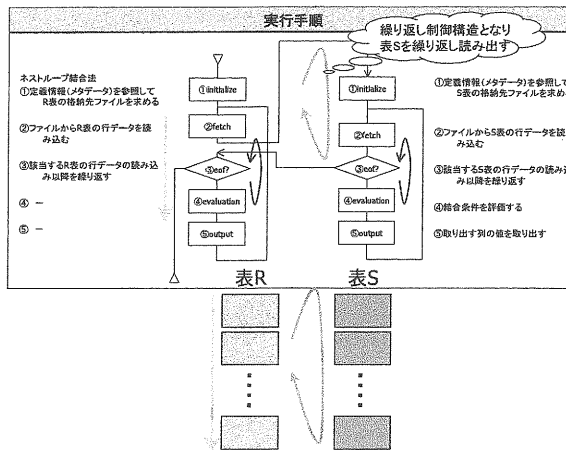 実行手順
繰り返し制御構造となり
表Sを繰り返し読み出す
ネストループ結合法
①定義情報(メタデータ)を参照して
R表の格納先ファイルを求める
②ファイルからR表の行データを読
み込む
③該当するR表の行データの読み込
み以降を繰り返す
④ ー
⑤ ー
①initialize
②fetch
③eof?
④evaluation
⑤output
①initialize
②fetch
③eof?
④evaluation
⑤output
①定義情報(メタデータ)を参照して
S表の格納先ファイルを求め
②ファイルからS表の行データを読
み込む
③該当するS表の行データの読み込
み以降を繰り返す
④結合条件を評価する
⑤取り出す列の値を取り出す
表R
表S